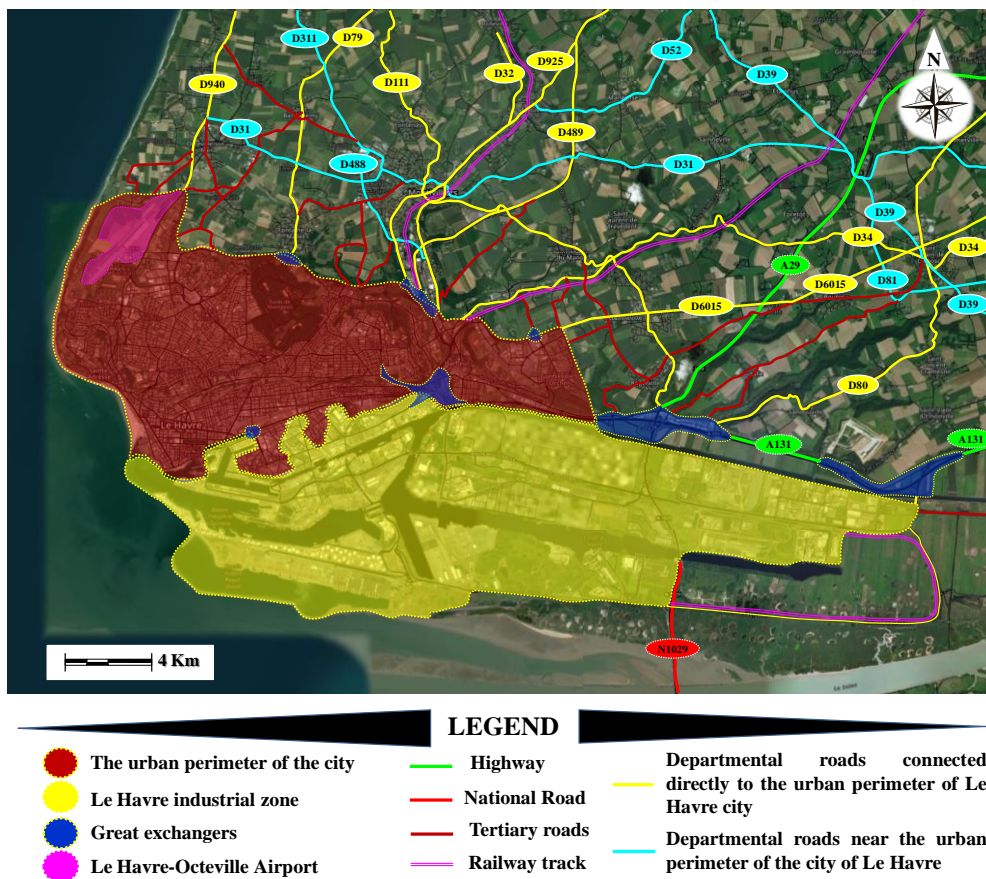 D311
D79
D940
D111
D32
D925
D52
D39
N
D31
D489
D488
D31
D39
D34
D34
A29
D6015
D81
D6015
D39
D80
Le Havre
A131
A131
N1029
4 Km
LEGEND
The urban perimeter of the city
Le Havre industrial zone
Great exchangers
Le Havre-Octeville Airport
Highway
National Road
Tertiary roads
Railway track
Departmental roads connected
directly to the urban perimeter of Le
Havre city
Departmental roads near the urban
perimeter of the city of Le Havre